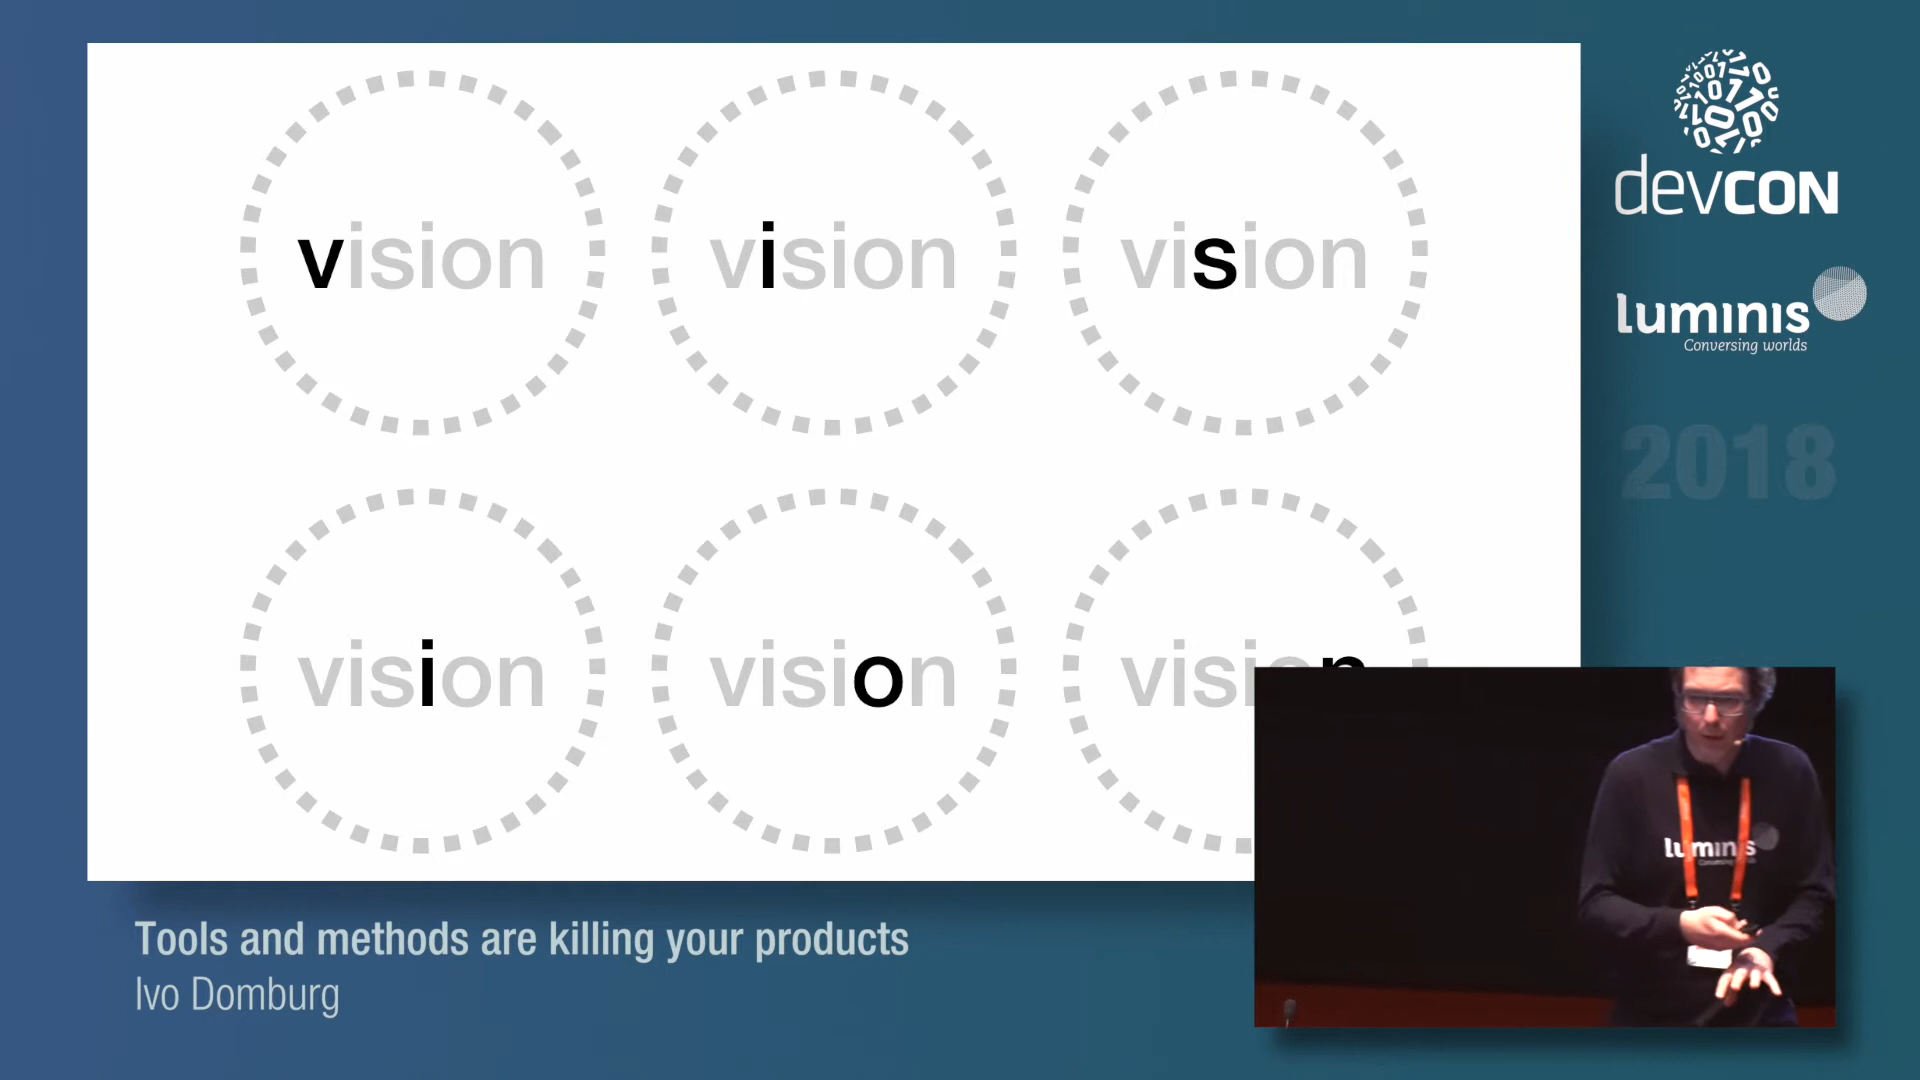 vision vision vision
vision vision vision
devCON
luminis
Conversing worlds
2018
luminis
Tools and methods are killing your products
Ivo Domburg